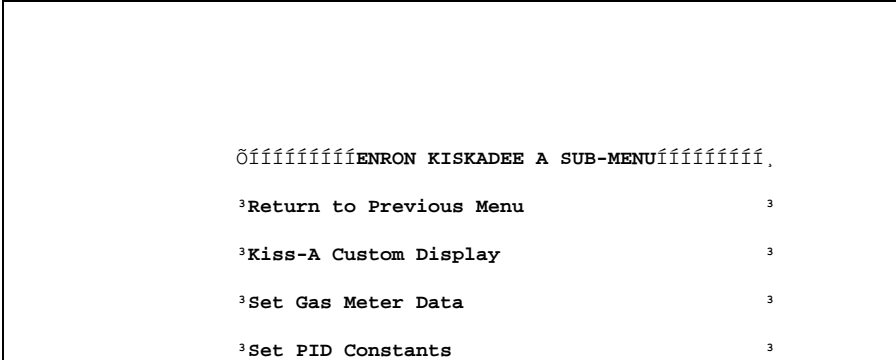 ÕÍÍÍÍÍÍÍÍÍÍENRON KISKADEE A SUB-MENUÍÍÍÍÍÍÍÍÍ¸
³Return to Previous Menu ³
³Kiss-A Custom Display ³
³Set Gas Meter Data ³
³Set PID Constants ³